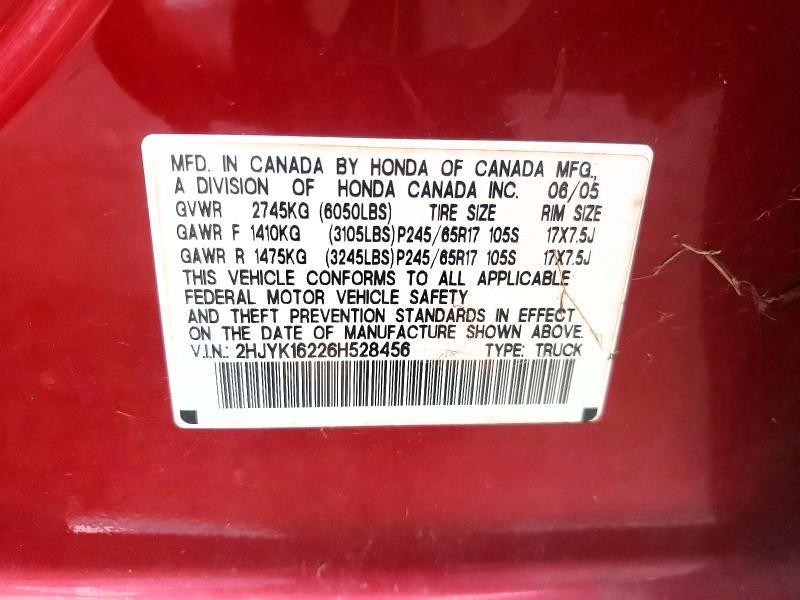 MFD. IN CANADA BY HONDA OF CANADA MFG.,
A DIVISION OF HONDA CANADA INC. 06/05
GVWR 2745KG (6050LBS) TIRE SIZE RIM SIZE
GAWR F 1410KG (3105LBS) P245/65R17 105S 17X7.5J
GAWR R 1475KG (3245LBS) P245/65R17 105S 17X7.5J
THIS VEHICLE CONFORMS TO ALL APPLICABLE
FEDERAL MOTOR VEHICLE SAFETY
AND THEFT PREVENTION STANDARDS IN EFFECT
ON THE DATE OF MANUFACTURE SHOWN ABOVE.
V.I.N.: 2HJYK16226H528456 TYPE: TRUCK